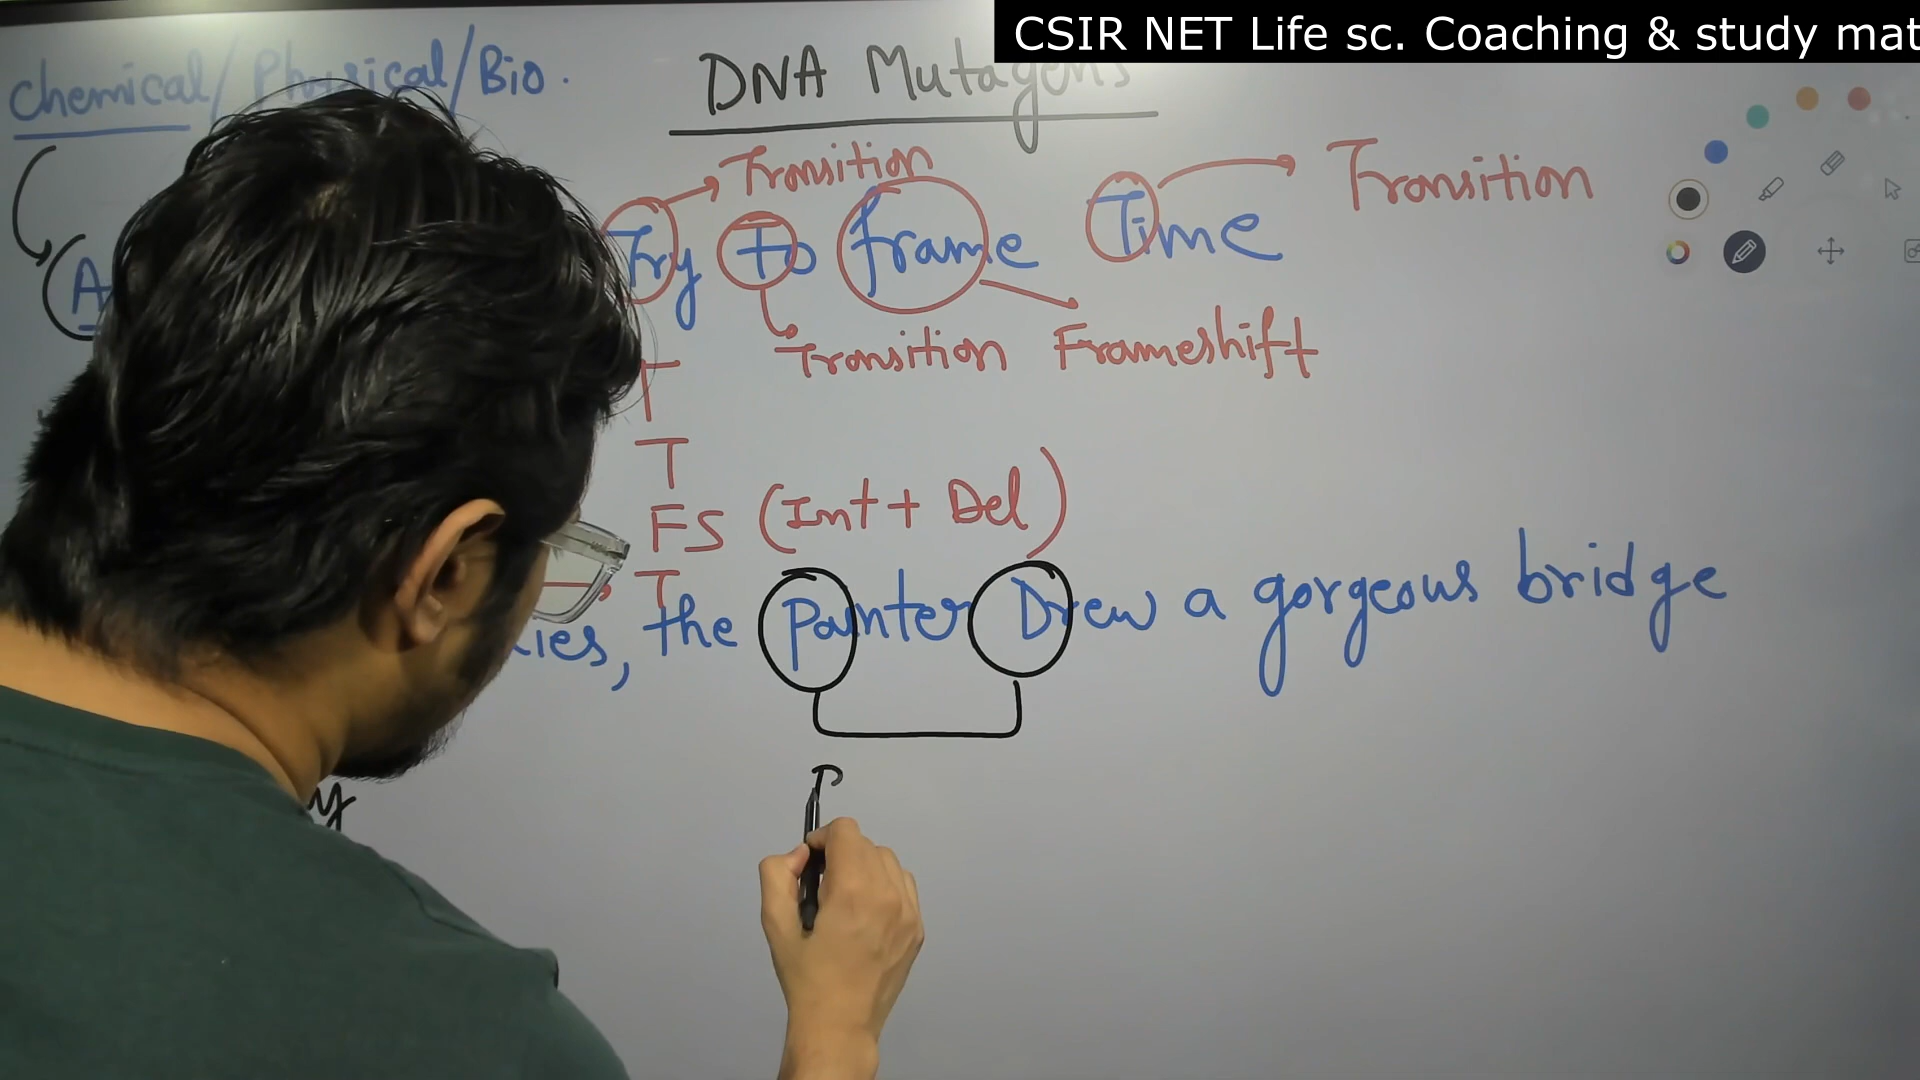 CSIR NET Life sc. Coaching & study mat
Chemical/Physical/Bio.
DNA Mutagens
Transition
Transition
A
Try To frame Time
Transition
Frameshift
T
T
FS (Int + Del)
T
the Painter Drew a gorgeous bridge
y
P